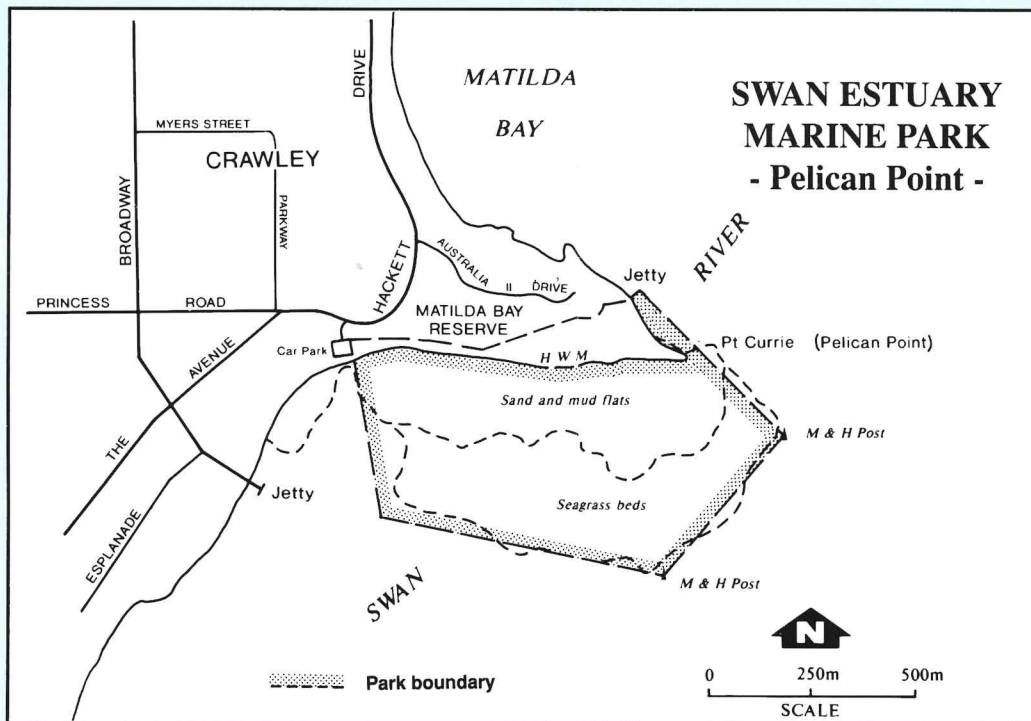 SWAN ESTUARY
MARINE PARK
- Pelican Point -
MATILDA
BAY
DRIVE
MYERS STREET
CRAWLEY
BROADWAY
PARKWAY
HACKETT
AUSTRALIA II DRIVE
RIVER
Jetty
PRINCESS ROAD
MATILDA BAY
RESERVE
Car Park
Pt Currie (Pelican Point)
H W M
THE AVENUE
Sand and mud flats
M & H Post
Jetty
Seagrass beds
ESPLANADE
SWAN
M & H Post
N
Park boundary
0 250m 500m
SCALE